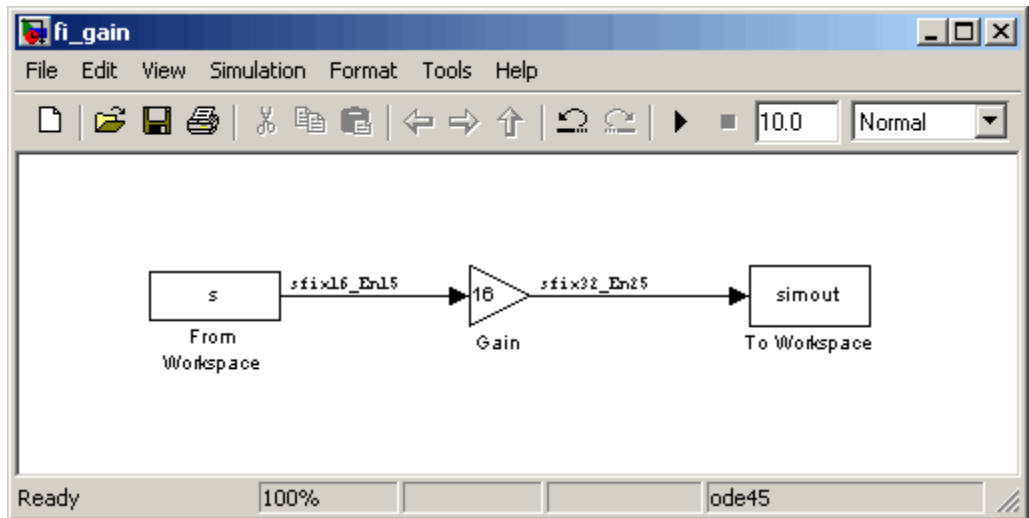 fi_gain
File Edit View Simulation Format Tools Help
10.0 Normal
s
sfix16_En15
16
sfix32_En25
simout
From
Workspace
Gain
To Workspace
Ready 100% ode45